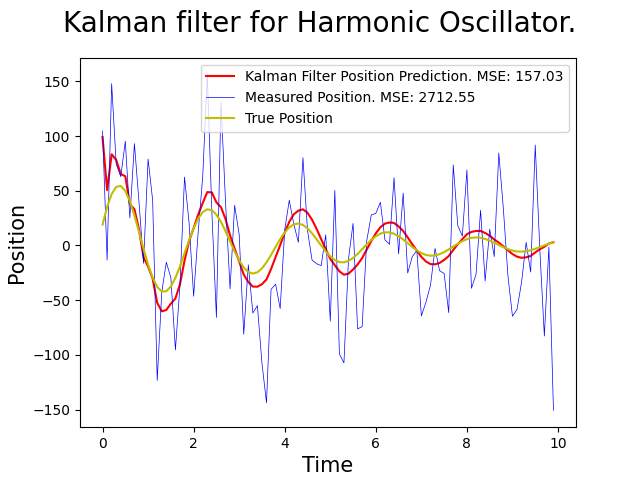 Kalman filter for Harmonic Oscillator.
Kalman Filter Position Prediction. MSE: 157.03
Measured Position. MSE: 2712.55
True Position
Position
150
100
50
0
−50
−100
−150
0 2 4 6 8 10
Time